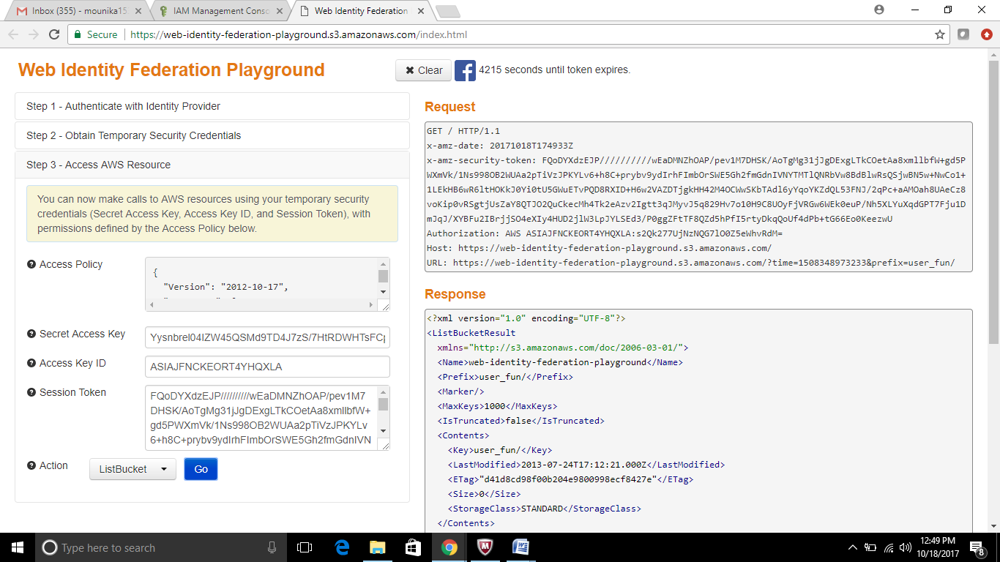 Inbox (355) - mounika15
IAM Management Conso
Web Identity Federation
Secure
https://web-identity-federation-playground.s3.amazonaws.com/index.html
Web Identity Federation Playground
Clear
4215 seconds until token expires.
Step 1 - Authenticate with Identity Provider
Step 2 - Obtain Temporary Security Credentials
Step 3 - Access AWS Resource
You can now make calls to AWS resources using your temporary security
credentials (Secret Access Key, Access Key ID, and Session Token), with
permissions defined by the Access Policy below.
Access Policy
{
"Version": "2012-10-17",
Secret Access Key
Yysnbrel04IZW45QSMd9TD4J7zS/7HtRDWHTsFCp
Access Key ID
ASIAJFNCKEORT4YHQXLA
Session Token
FQoDYXdzEJP//////////wEaDMNZhOAP/pev1M7
DHSK/AoTgMg31jJgDExgLTkCOetAa8xmllbfW+
gd5PWXmVk/1Ns998OB2WUAa2pTiVzJPKYLv
6+h8C+prybv9ydIrhFImbOrSWE5Gh2fmGdnIVN
Action
ListBucket
Go
Request
GET / HTTP/1.1
x-amz-date: 20171018T174933Z
x-amz-security-token: FQoDYXdzEJP//////////wEaDMNZhOAP/pev1M7DHSK/AoTgMg31jJgDExgLTkCOetAa8xmllbfW+gd5P
WXmVk/1Ns998OB2WUAa2pTiVzJPKYLv6+h8C+prybv9ydIrhFImbOrSWE5Gh2fmGdnIVNYTMTlQNRbVw8BdBlwRsQSjwBN5w+NwCo1+
1LEkHB6wR6ltHOKkJ0Yi0tU5GWuETvPQD8RXID+H6w2VAZDTjgkHH42M4OCWwSKbTAdl6yYqoYKZdQL53FNJ/2qPc+aAMOah8UAeCz8
voKip0vRSgtjUsZaY8QTJO2QuCkecMh4Tk2eAzv2Igtt3qJMyvJ5q829Hv7o10H9C8UOyFjVRGw6WEk0euP/Nh5XLYuXqdGPT7Fju1D
mJqJ/XYBFu2IBrjjSO4eXIy4HUD2jlW3LpJYLSEd3/P0ggZFtTF8QZd5hPfI5rtyDkqQoUf4dPb+tG66Eo0KeezwU
Authorization: AWS ASIAJFNCKEORT4YHQXLA:s2Qk277UjNzNQG7lO0Z5eWhvRdM=
Host: https://web-identity-federation-playground.s3.amazonaws.com/
URL: https://web-identity-federation-playground.s3.amazonaws.com/?time=1508348973233&prefix=user_fun/
Response
<?xml version="1.0" encoding="UTF-8"?>
<ListBucketResult
xmlns="http://s3.amazonaws.com/doc/2006-03-01/">
<Name>web-identity-federation-playground</Name>
<Prefix>user_fun/</Prefix>
<Marker/>
<MaxKeys>1000</MaxKeys>
<IsTruncated>false</IsTruncated>
<Contents>
<Key>user_fun/</Key>
<LastModified>2013-07-24T17:12:21.000Z</LastModified>
<ETag>"d41d8cd98f00b204e9800998ecf8427e"</ETag>
<Size>0</Size>
<StorageClass>STANDARD</StorageClass>
</Contents>
Type here to search
12:49 PM
10/18/2017
8